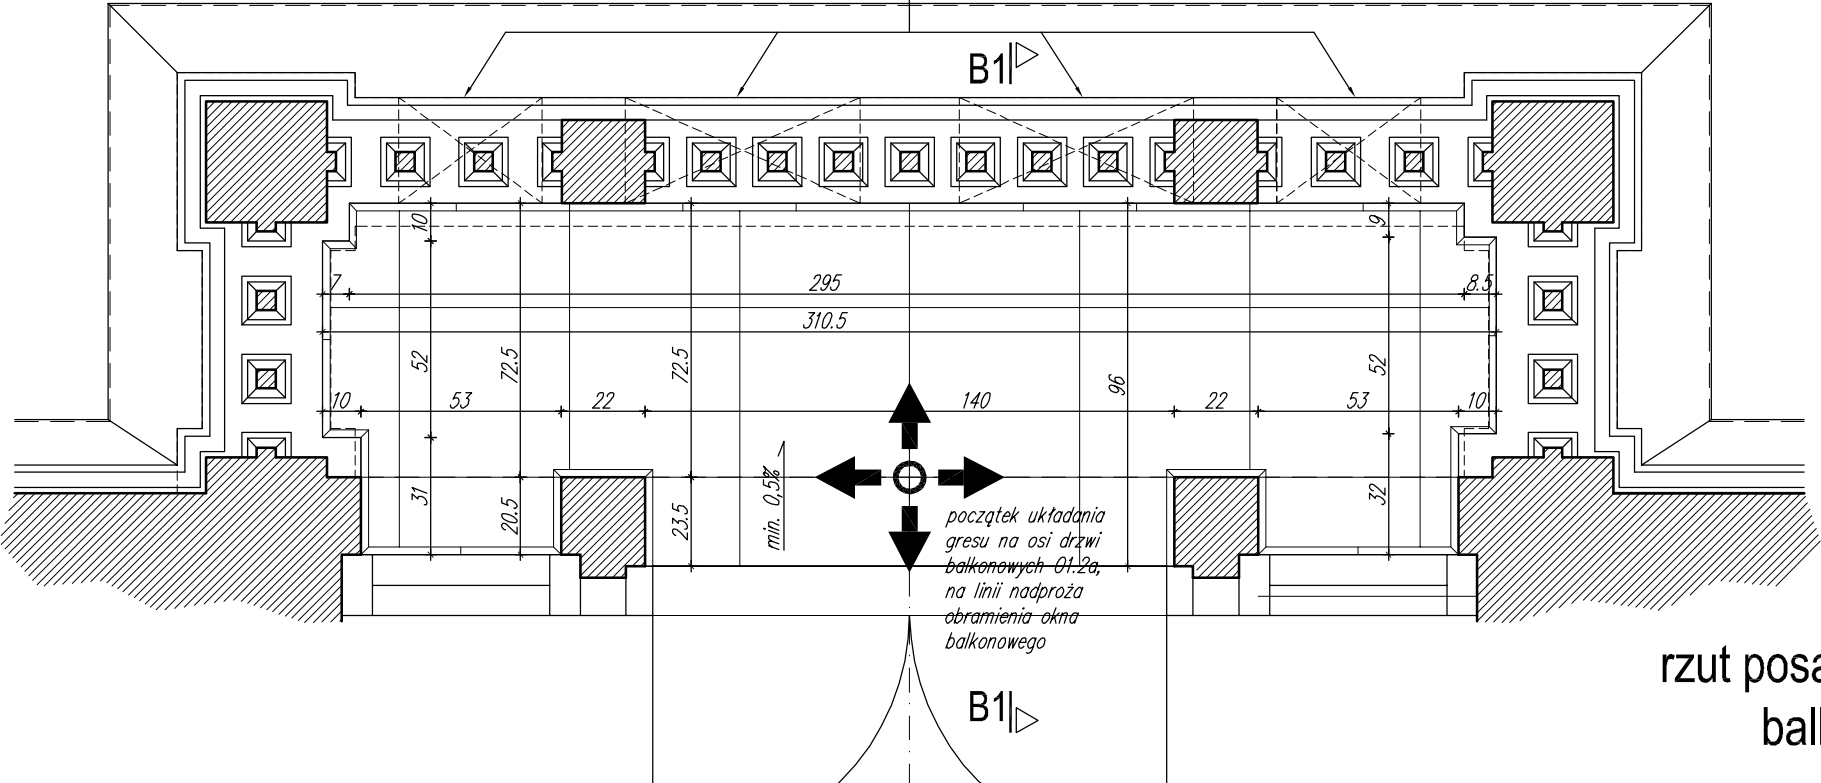 B1
10
9
7
295
8.5
310.5
52
72.5
72.5
96
52
10
53
22
140
22
53
10
31
20.5
23.5
min. 0,5%
32
początek układania
gresu na osi drzwi
balkonowych 01.2a,
na linii nadproża
obramienia okna
balkonowego
B1
rzut posa
ball